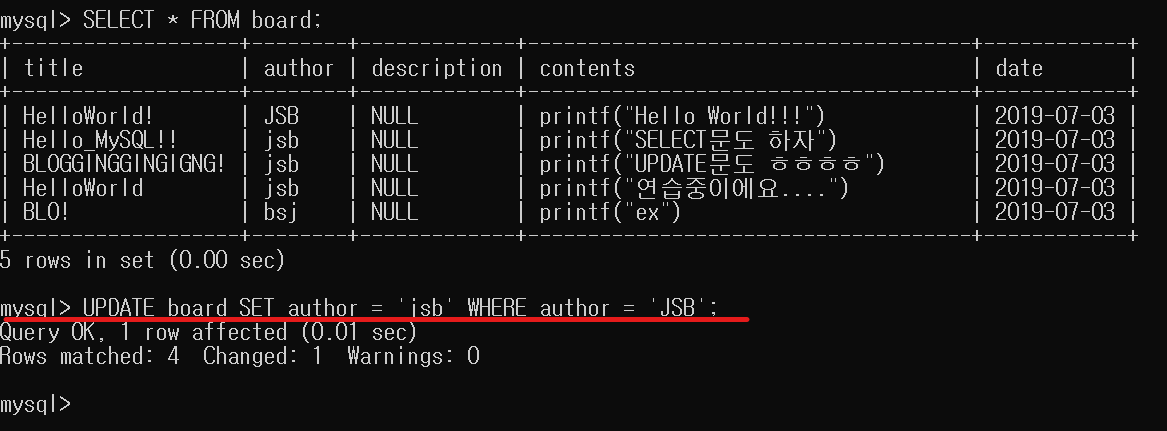 mysql> SELECT * FROM board;
+--------------------+--------+-------------+--------------------------------------+------------+
| title | author | description | contents | date |
+--------------------+--------+-------------+--------------------------------------+------------+
| HelloWorld! | JSB | NULL | printf("Hello World!!!") | 2019-07-03 |
| Hello_MySQL!! | jsb | NULL | printf("SELECT문도 하자") | 2019-07-03 |
| BLOGGINGGINGIGNG! | jsb | NULL | printf("UPDATE문도 ㅎㅎㅎㅎ") | 2019-07-03 |
| HelloWorld | jsb | NULL | printf("연습중이에요....") | 2019-07-03 |
| BLO! | bsj | NULL | printf("ex") | 2019-07-03 |
+--------------------+--------+-------------+--------------------------------------+------------+
5 rows in set (0.00 sec)
mysql> UPDATE board SET author = 'jsb' WHERE author = 'JSB';
Query OK, 1 row affected (0.01 sec)
Rows matched: 4 Changed: 1 Warnings: 0
mysql>